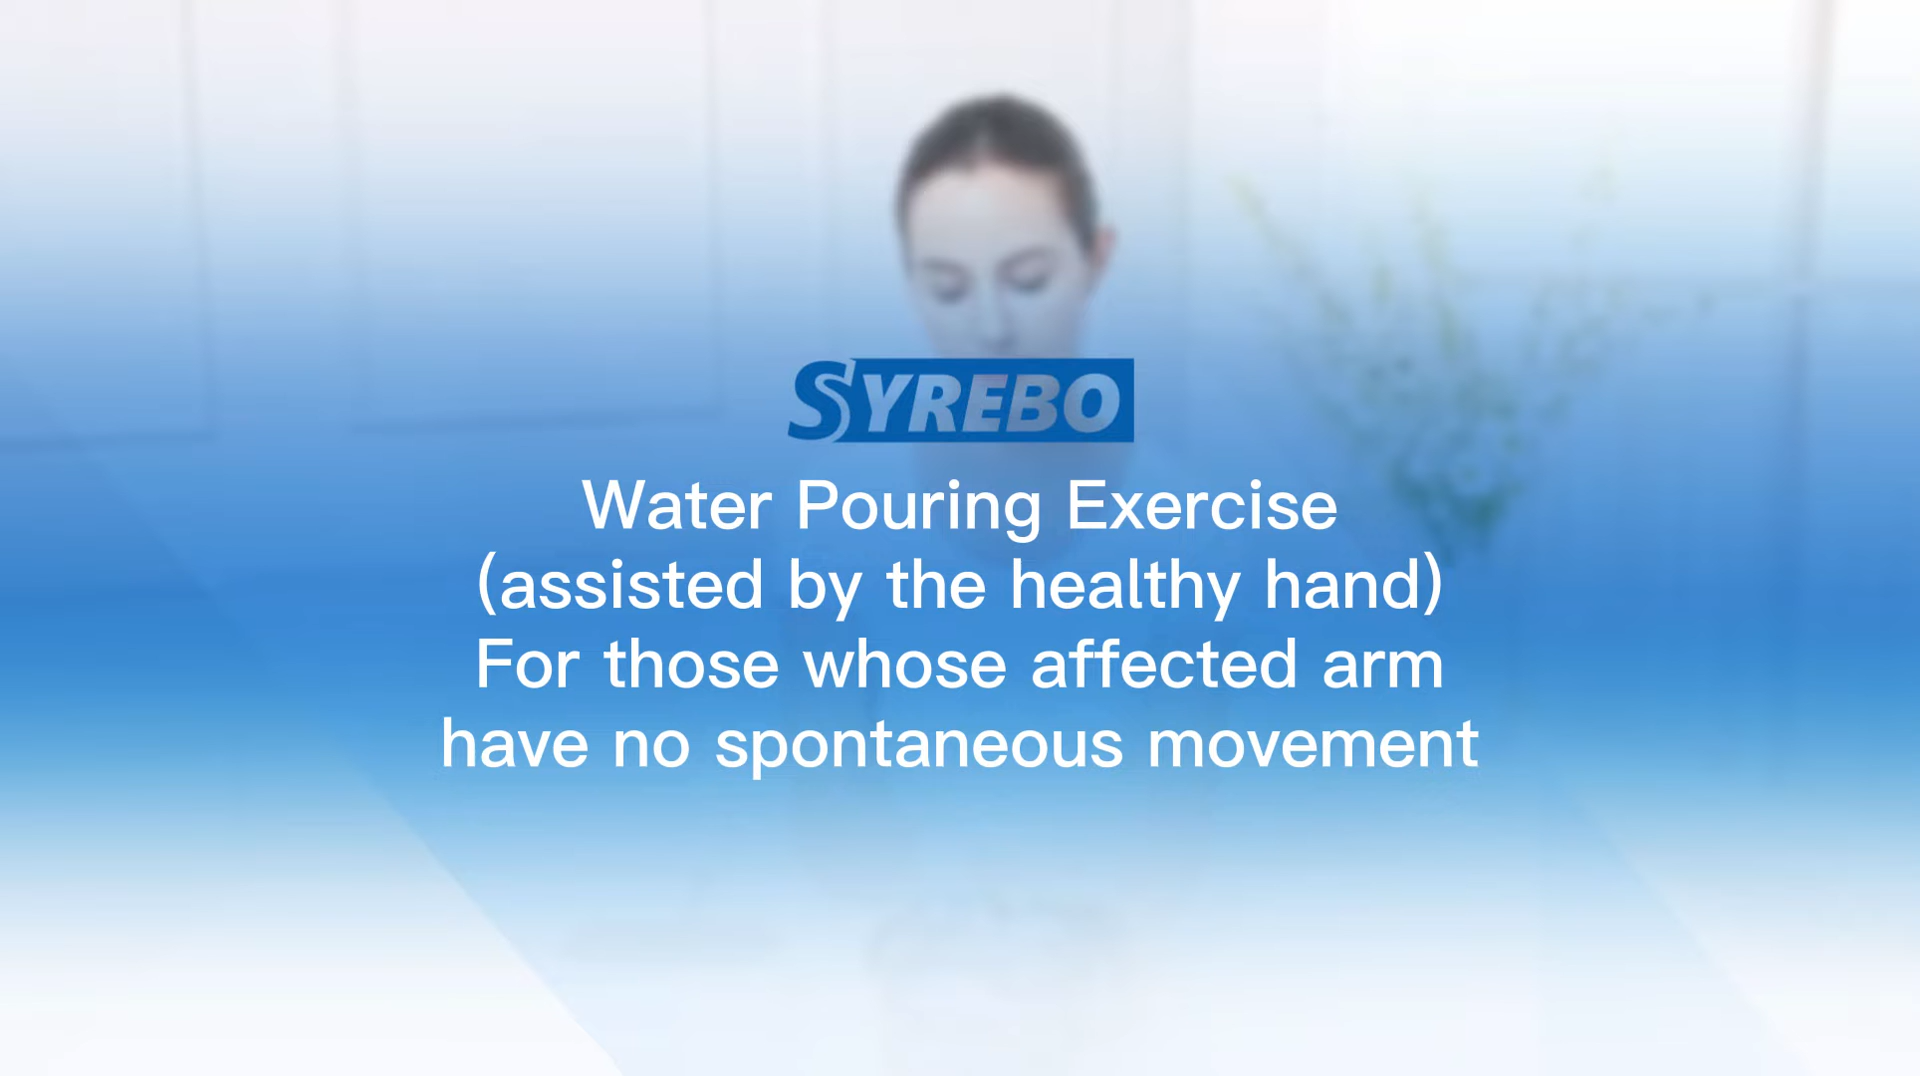 SYREBO
Water Pouring Exercise
(assisted by the healthy hand)
For those whose affected arm
have no spontaneous movement